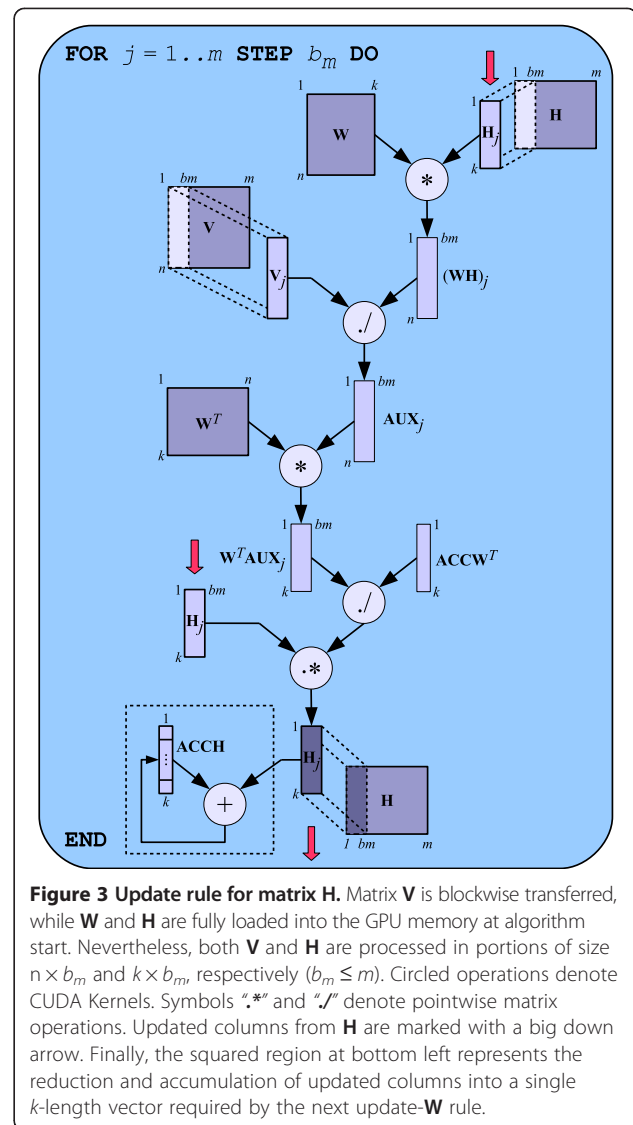 FOR j = 1..m STEP b_m DO
1 k
W
n
1
H_j
k
1 bm m
H
*
1 bm m
V
n
V_j
1 bm
(WH)_j
n
./
1 n
W^T
k
1 bm
AUX_j
n
*
1 bm
W^T AUX_j
k
1
ACCW^T
k
./
1 bm
H_j
k
.*
1
ACCH
⋮
k
+
1
H_j
k
H
1 bm m
END
Figure 3 Update rule for matrix H. Matrix V is blockwise transferred,
while W and H are fully loaded into the GPU memory at algorithm
start. Nevertheless, both V and H are processed in portions of size
n × b_m and k × b_m, respectively (b_m ≤ m). Circled operations denote
CUDA Kernels. Symbols “.*” and “./” denote pointwise matrix
operations. Updated columns from H are marked with a big down
arrow. Finally, the squared region at bottom left represents the
reduction and accumulation of updated columns into a single
k-length vector required by the next update-W rule.